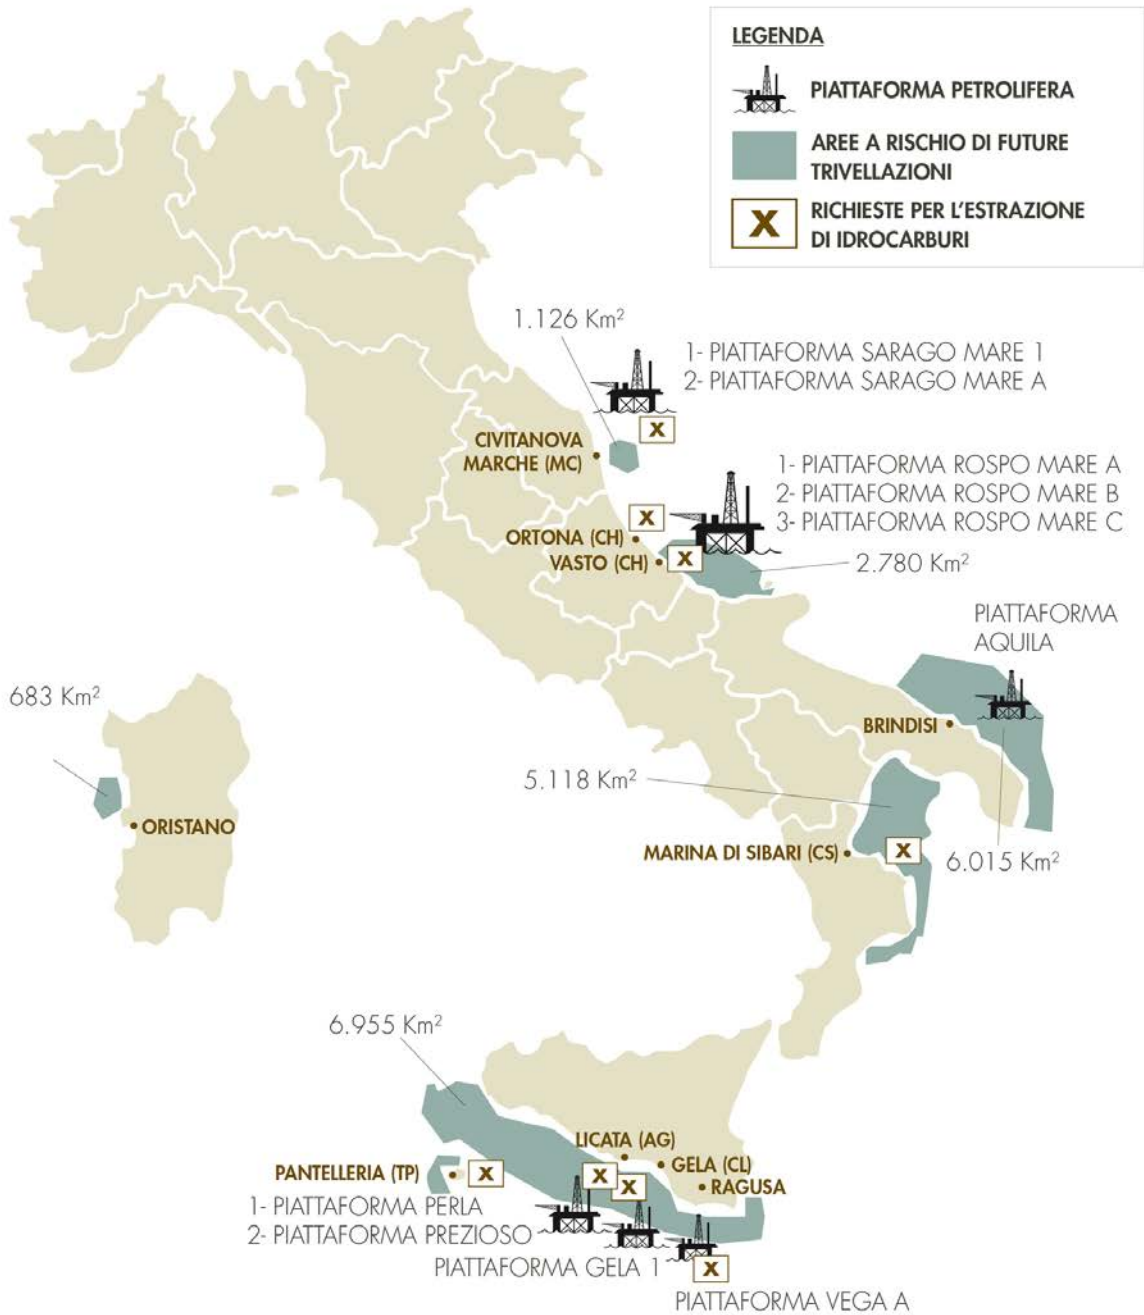 LEGENDA
PIATTAFORMA PETROLIFERA
AREE A RISCHIO DI FUTURE
TRIVELLAZIONI
X
RICHIESTE PER L'ESTRAZIONE
DI IDROCARBURI
1.126 Km²
1- PIATTAFORMA SARAGO MARE 1
2- PIATTAFORMA SARAGO MARE A
X
CIVITANOVA
MARCHE (MC)
1- PIATTAFORMA ROSPO MARE A
2- PIATTAFORMA ROSPO MARE B
3- PIATTAFORMA ROSPO MARE C
X
ORTONA (CH)
VASTO (CH)
X
2.780 Km²
PIATTAFORMA
AQUILA
683 Km²
BRINDISI
5.118 Km²
ORISTANO
MARINA DI SIBARI (CS)
X
6.015 Km²
6.955 Km²
LICATA (AG)
GELA (CL)
RAGUSA
PANTELLERIA (TP)
X
X
X
1- PIATTAFORMA PERLA
2- PIATTAFORMA PREZIOSO
PIATTAFORMA GELA 1
X
PIATTAFORMA VEGA A